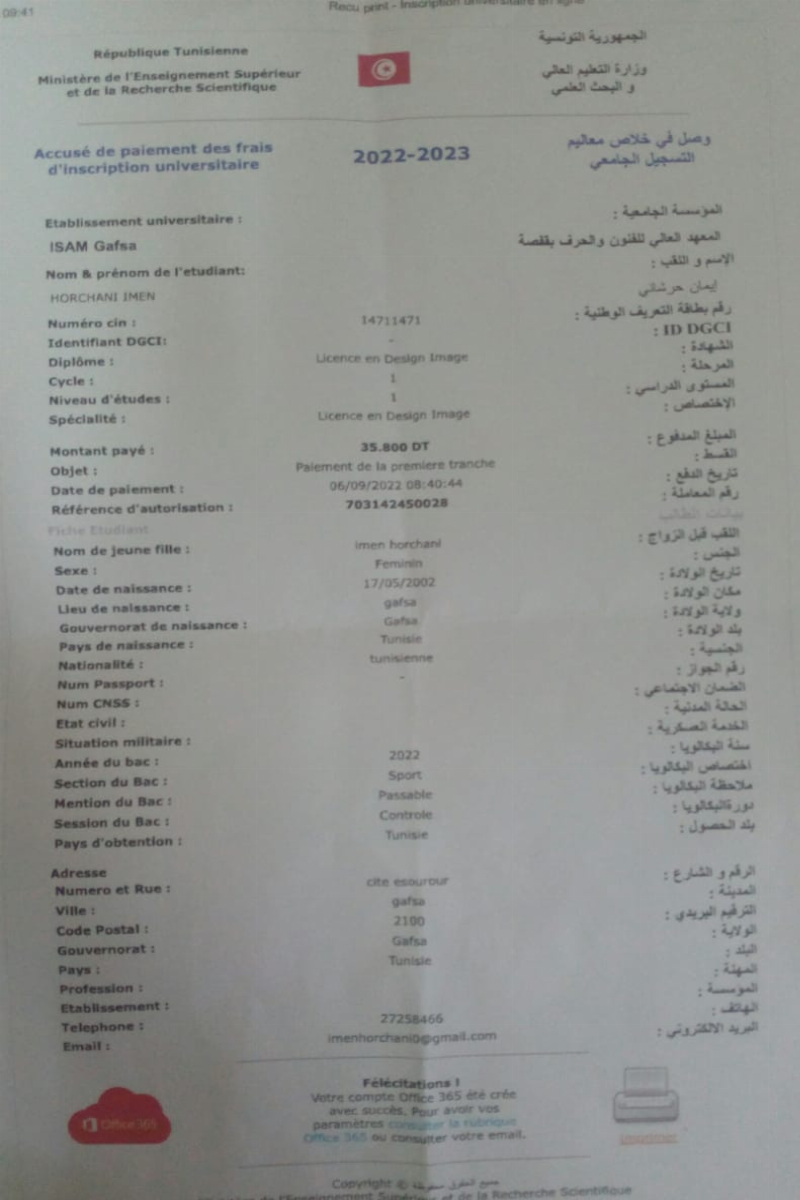 09:41
Recu print - Inscription universitaire en ligne
République Tunisienne
Ministère de l'Enseignement Supérieur
et de la Recherche Scientifique
الجمهورية التونسية
وزارة التعليم العالي
و البحث العلمي
Accusé de paiement des frais
d'inscription universitaire
2022-2023
وصل في خلاص معاليم
التسجيل الجامعي
Etablissement universitaire : المؤسسة الجامعية :
ISAM Gafsa المعهد العالي للفنون والحرف بقفصة
Nom & prénom de l'etudiant: الإسم و اللقب :
HORCHANI IMEN إيمان حرشاني
Numéro cin : 14711471 رقم بطاقة التعريف الوطنية :
Identifiant DGCI: - ID DGCI :
Diplôme : Licence en Design Image الشهادة :
Cycle : 1 المرحلة :
Niveau d'études : 1 المستوى الدراسي :
Spécialité : Licence en Design Image الإختصاص :
Montant payé : 35.800 DT المبلغ المدفوع :
Objet : Paiement de la premiere tranche القسط :
Date de paiement : 06/09/2022 08:40:44 تاريخ الدفع :
Référence d'autorisation : 703142450028 رقم المعاملة :
Fiche Etudiant بيانات الطالب
Nom de jeune fille : imen horchani اللقب قبل الزواج :
Sexe : Feminin الجنس :
Date de naissance : 17/05/2002 تاريخ الولادة :
Lieu de naissance : gafsa مكان الولادة :
Gouvernorat de naissance : Gafsa ولاية الولادة :
Pays de naissance : Tunisie بلد الولادة :
Nationalité : tunisienne الجنسية :
Num Passport : - رقم الجواز :
Num CNSS : الضمان الاجتماعي :
Etat civil : الحالة المدنية :
Situation militaire : الخدمة العسكرية :
Année du bac : 2022 سنة البكالويا :
Section du Bac : Sport اختصاص البكالويا :
Mention du Bac : Passable ملاحظة البكالويا :
Session du Bac : Controle دورةالبكالويا :
Pays d'obtention : Tunisie بلد الحصول :
Adresse
Numero et Rue : cite esourour الرقم و الشارع :
Ville : gafsa المدينة :
Code Postal : 2100 الترقيم البريدي :
Gouvernorat : Gafsa الولاية :
Pays : Tunisie البلد :
Profession : المهنة :
Etablissement : الموسسة :
Telephone : 27258466 الهاتف :
Email : imenhorchani0@gmail.com البريد الالكتروني :
Office 365
Félécitations !
Votre compte Office 365 été crée
avec succès. Pour avoir vos
paramètres consulter la rubrique
Office 365 ou consulter votre email.
Copyright © جميع الحقوق محفوظة
de l'Enseignement Supérieur et de la Recherche Scientifique